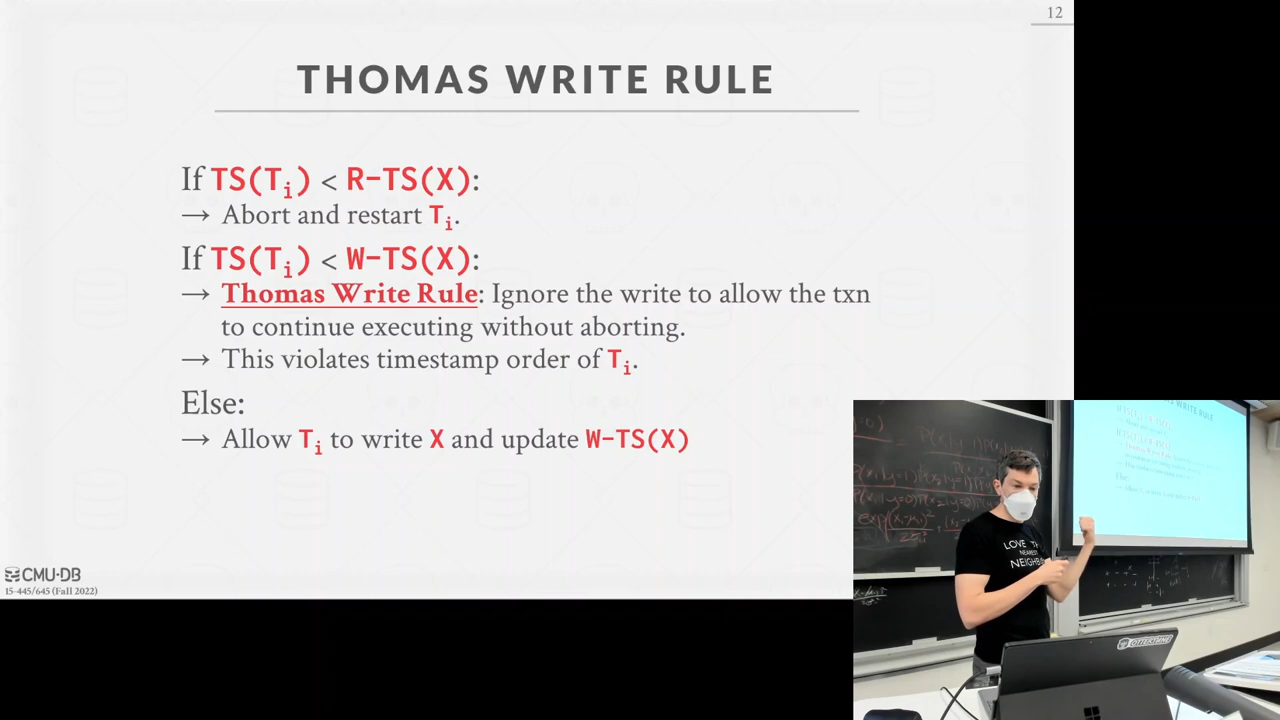 12
THOMAS WRITE RULE
If TS(Ti) < R-TS(X):
→ Abort and restart Ti.
If TS(Ti) < W-TS(X):
→ Thomas Write Rule: Ignore the write to allow the txn
to continue executing without aborting.
→ This violates timestamp order of Ti.
Else:
→ Allow Ti to write X and update W-TS(X)
CMU·DB
15-445/645 (Fall 2022)
LOVE
NEAREST
NEIGHB